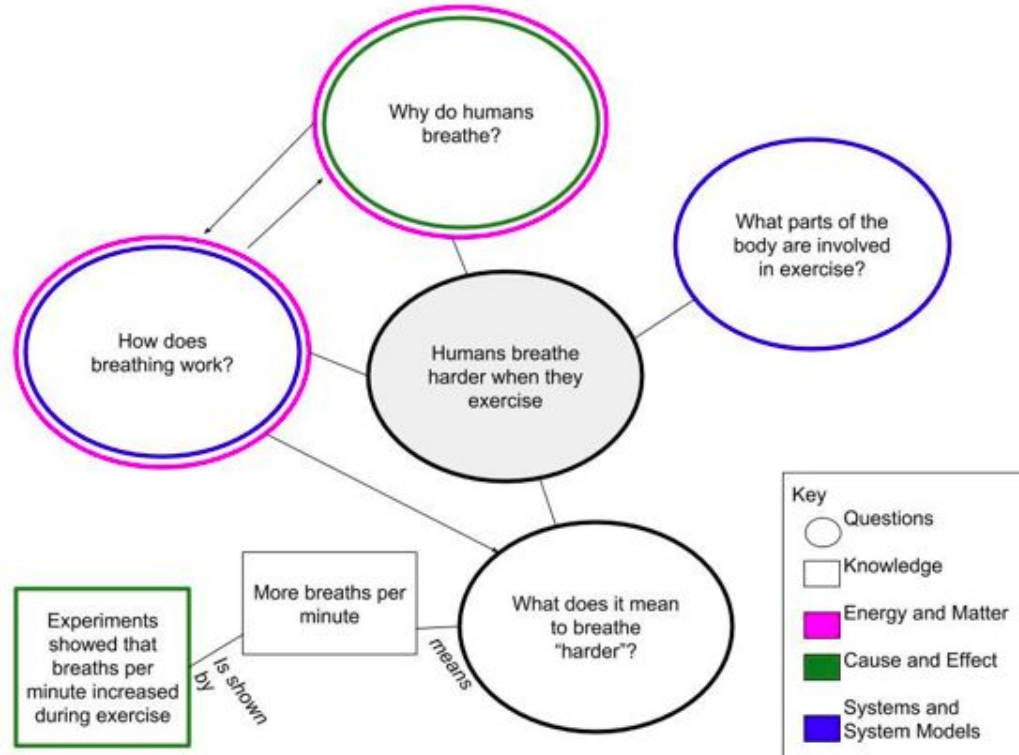 Why do humans
breathe?
What parts of the
body are involved
in exercise?
How does
breathing work?
Humans breathe
harder when they
exercise
What does it mean
to breathe
“harder”?
means
More breaths per
minute
Is shown
by
Experiments
showed that
breaths per
minute increased
during exercise
Key
Questions
Knowledge
Energy and Matter
Cause and Effect
Systems and
System Models